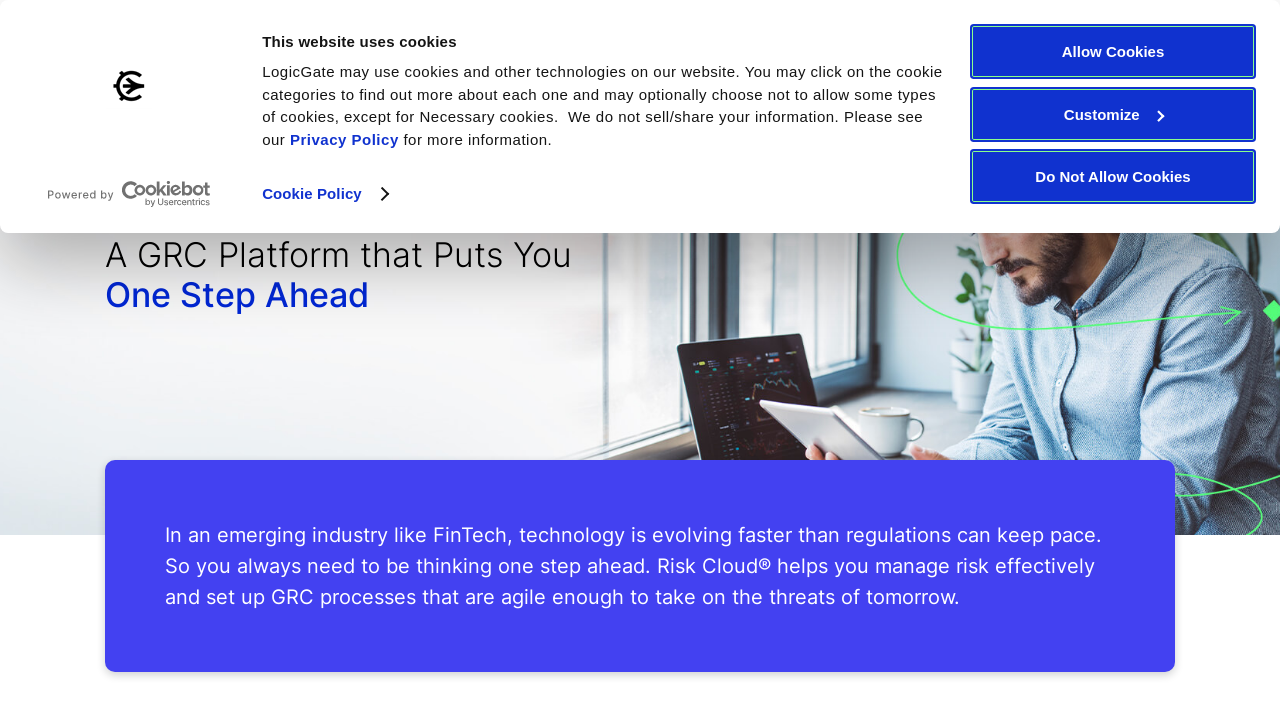 This website uses cookies
LogicGate may use cookies and other technologies on our website. You may click on the cookie
categories to find out more about each one and may optionally choose not to allow some types
of cookies, except for Necessary cookies.  We do not sell/share your information. Please see
our Privacy Policy for more information.
Cookie Policy
Powered by Cookiebot
by Usercentrics
Allow Cookies
Customize
Do Not Allow Cookies
A GRC Platform that Puts You
One Step Ahead
In an emerging industry like FinTech, technology is evolving faster than regulations can keep pace.
So you always need to be thinking one step ahead. Risk Cloud® helps you manage risk effectively
and set up GRC processes that are agile enough to take on the threats of tomorrow.